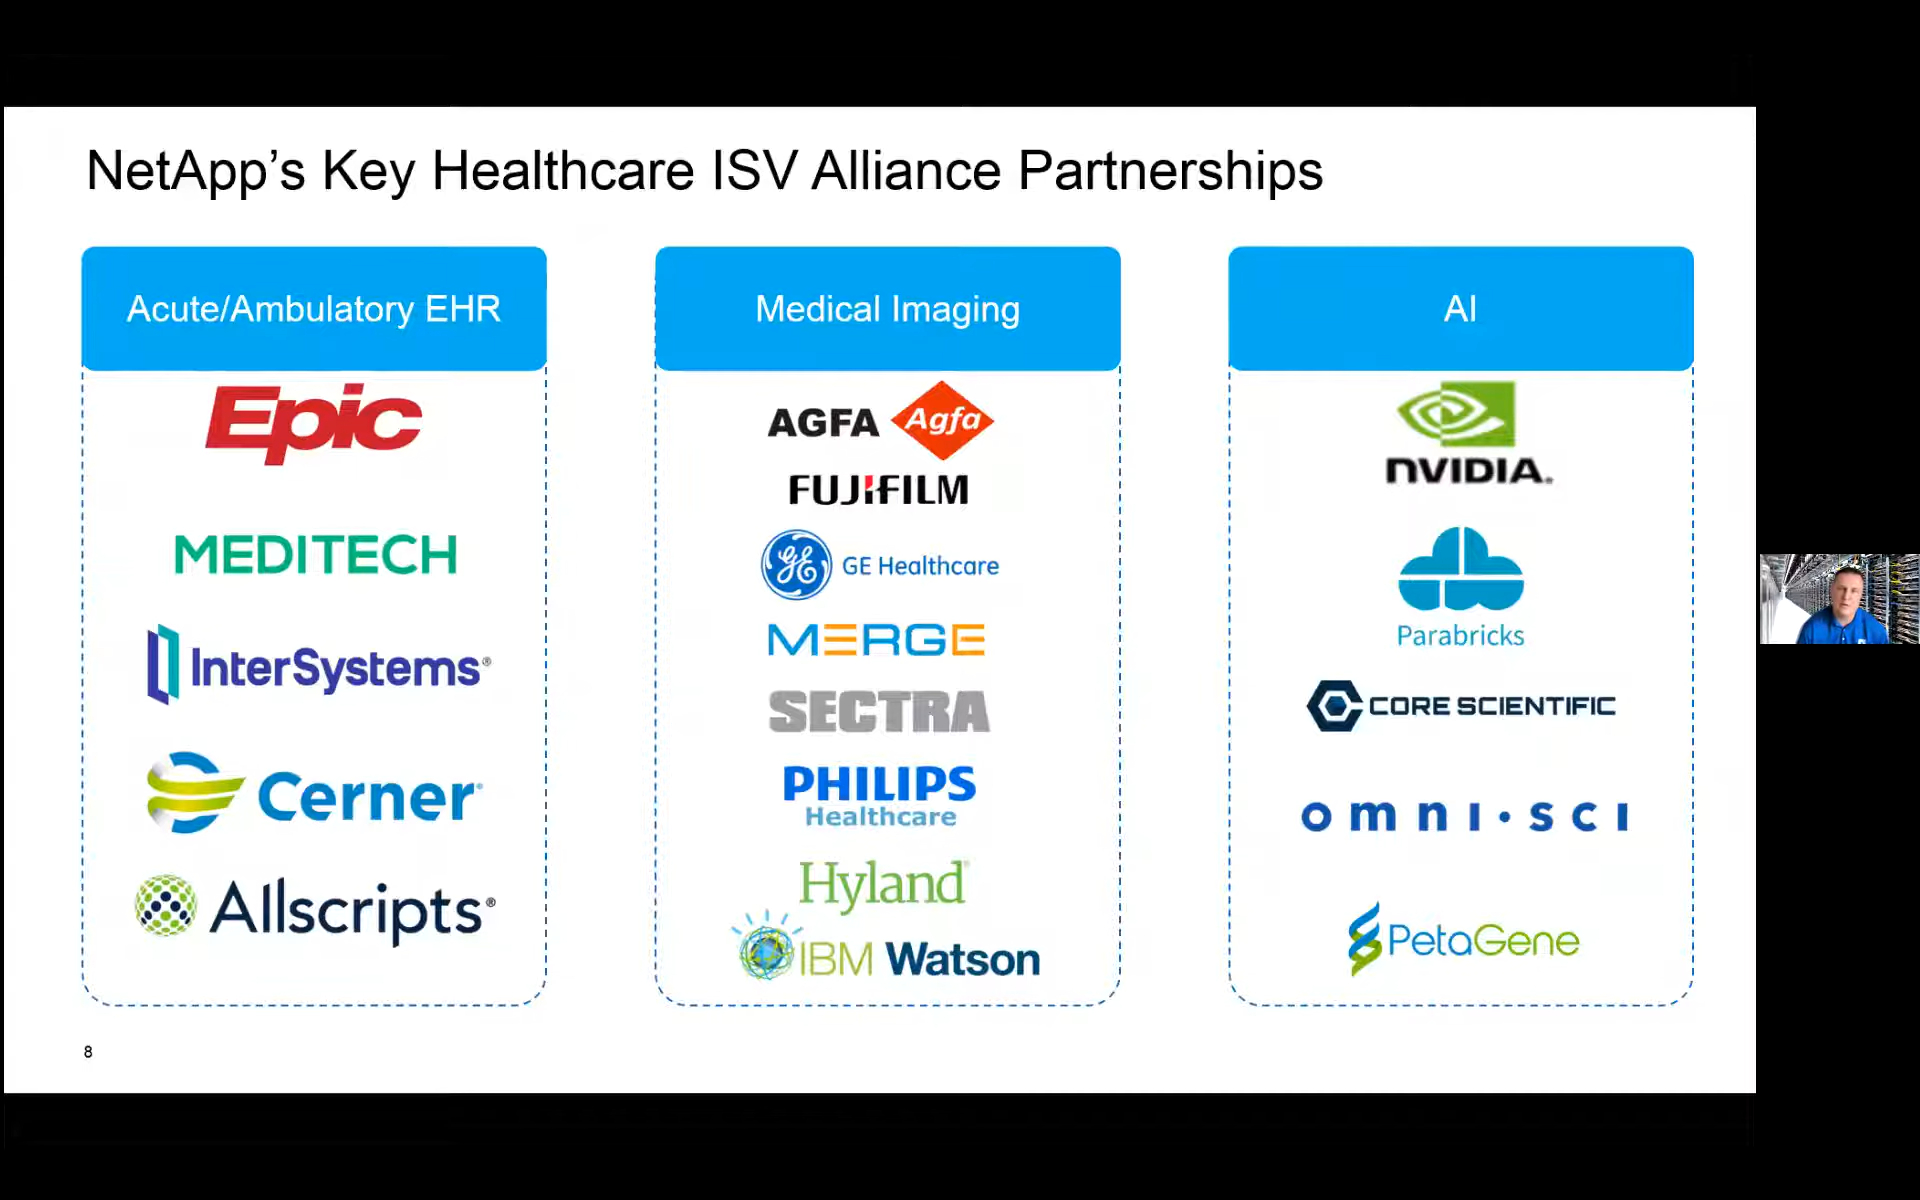 NetApp’s Key Healthcare ISV Alliance Partnerships
Acute/Ambulatory EHR
Epic
MEDITECH
InterSystems®
Cerner®
Allscripts®
Medical Imaging
AGFA Agfa
FUJIFILM
GE GE Healthcare
MERGE
SECTRA
PHILIPS
Healthcare
Hyland
IBM Watson
AI
NVIDIA®
Parabricks
CORE SCIENTIFIC
omni·sci
PetaGene
8